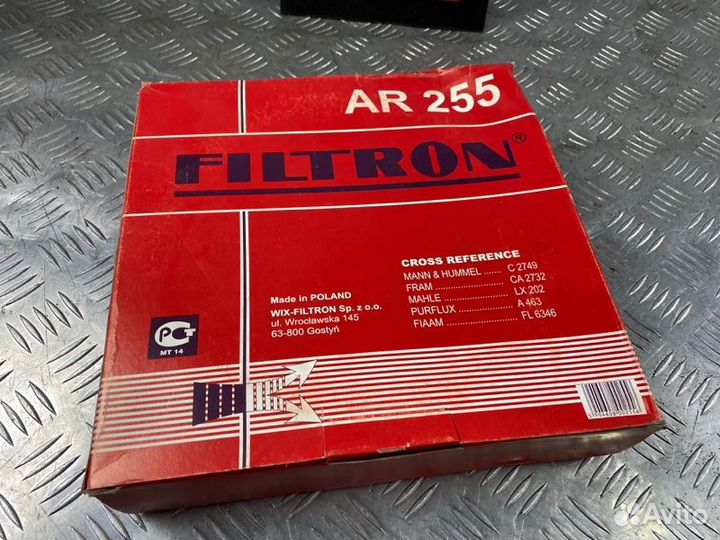 AR 255
FILTRON®
CROSS REFERENCE
MANN & HUMMEL ...... C 2749
FRAM ........................ CA 2732
MAHLE ..................... LX 202
PURFLUX ................. A 463
FIAAM ....................... FL 6346
Made in POLAND
WIX-FILTRON Sp. z o.o.
ul. Wrocławska 145
63-800 Gostyń
РСТ
MT 14
Avito